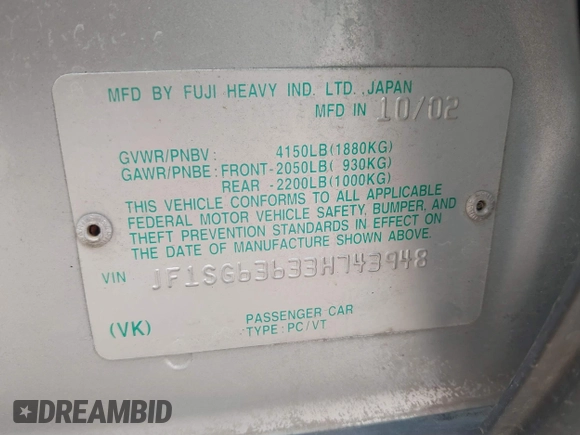 MFD BY FUJI HEAVY IND. LTD. ,JAPAN
MFD IN 10/02
GVWR/PNBV : 4150LB(1880KG)
GAWR/PNBE: FRONT-2050LB( 930KG)
REAR -2200LB(1000KG)
THIS VEHICLE CONFORMS TO ALL APPLICABLE
FEDERAL MOTOR VEHICLE SAFETY, BUMPER, AND
THEFT PREVENTION STANDARDS IN EFFECT ON
THE DATE OF MANUFACTURE SHOWN ABOVE.
VIN JF1SG63633H743948
PASSENGER CAR
(VK) TYPE: PC/VT
DREAMBID